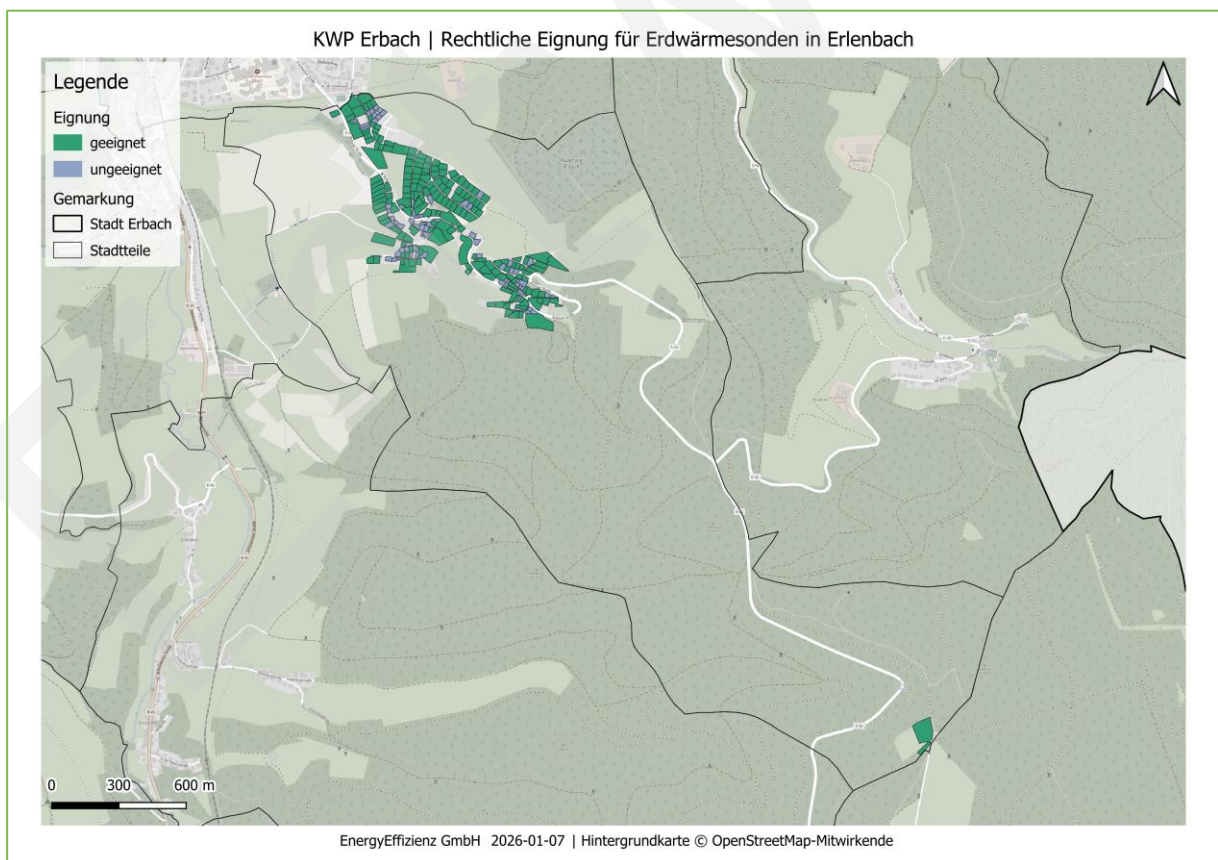 KWP Erbach | Rechtliche Eignung für Erdwärmesonden in Erlenbach
Legende
Eignung
geeignet
ungeeignet
Gemarkung
Stadt Erbach
Stadtteile
0 300 600 m
EnergyEffizienz GmbH 2026-01-07 | Hintergrundkarte © OpenStreetMap-Mitwirkende